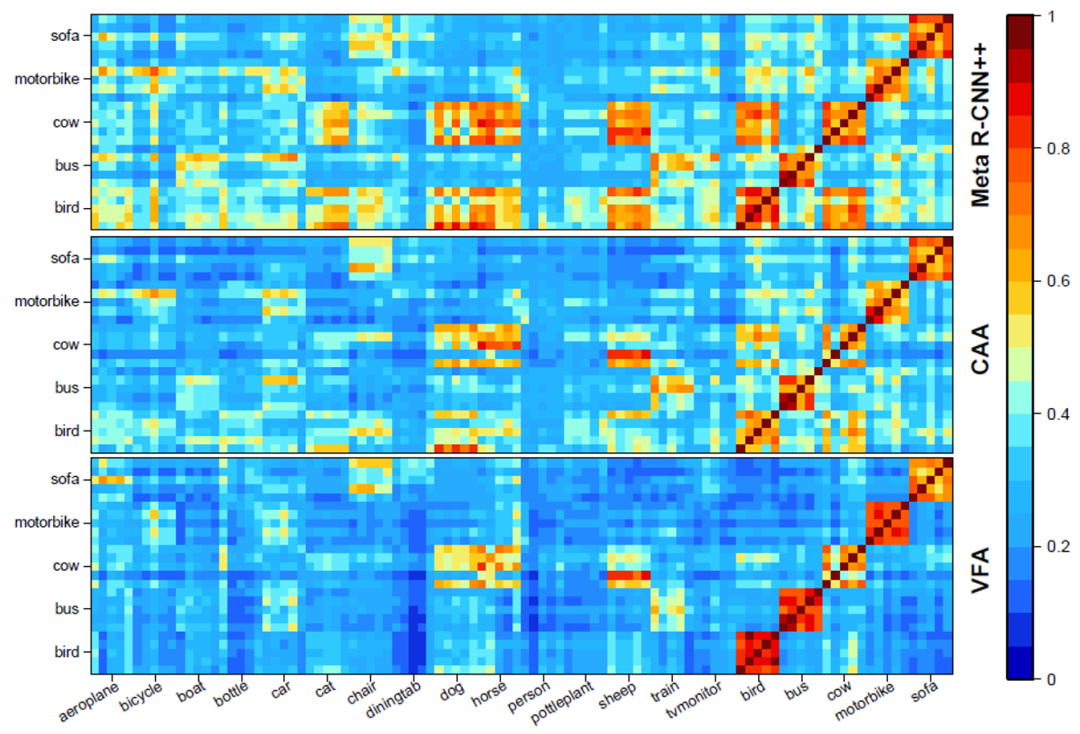 sofa
motorbike
cow
bus
bird
Meta R-CNN++
sofa
motorbike
cow
bus
bird
CAA
sofa
motorbike
cow
bus
bird
VFA
aeroplane bicycle boat bottle car cat chair diningtab dog horse person pottleplant sheep train tvmonitor bird bus cow motorbike sofa
1
0.8
0.6
0.4
0.2
0